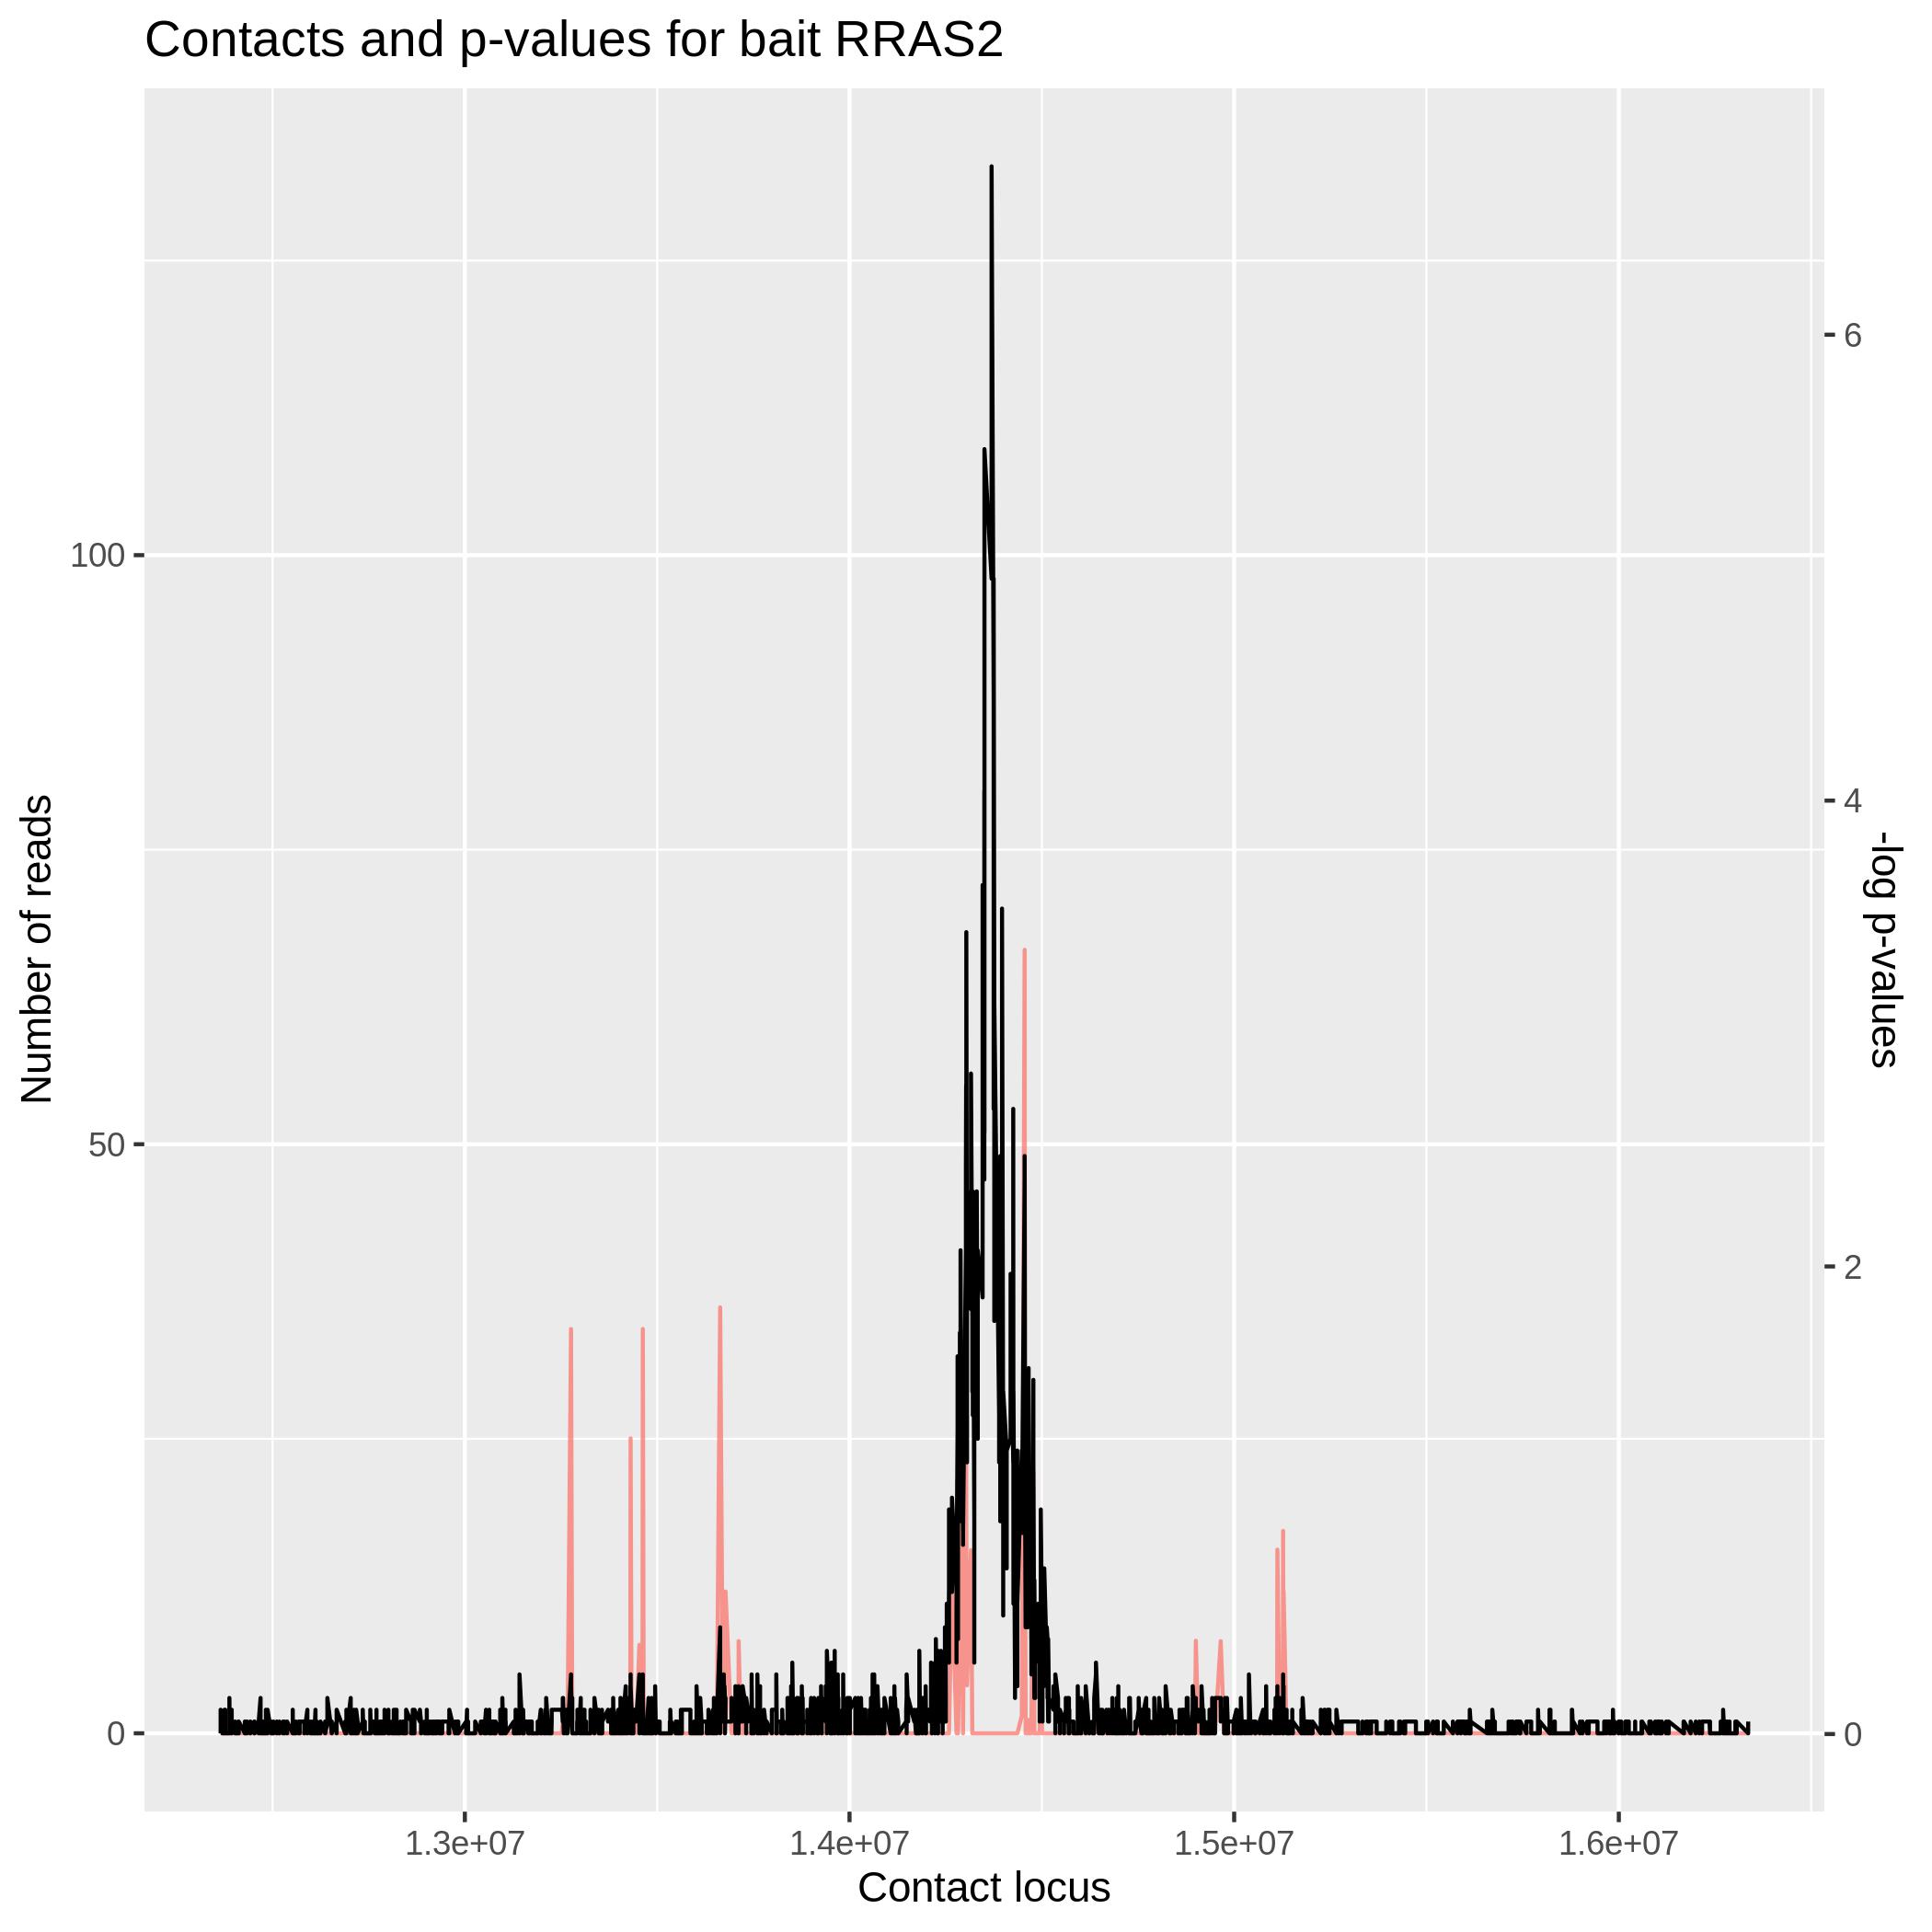 Contacts and p-values for bait RRAS2
Number of reads
100
50
0
6
4
2
0
-log p-values
1.3e+07 1.4e+07 1.5e+07 1.6e+07
Contact locus